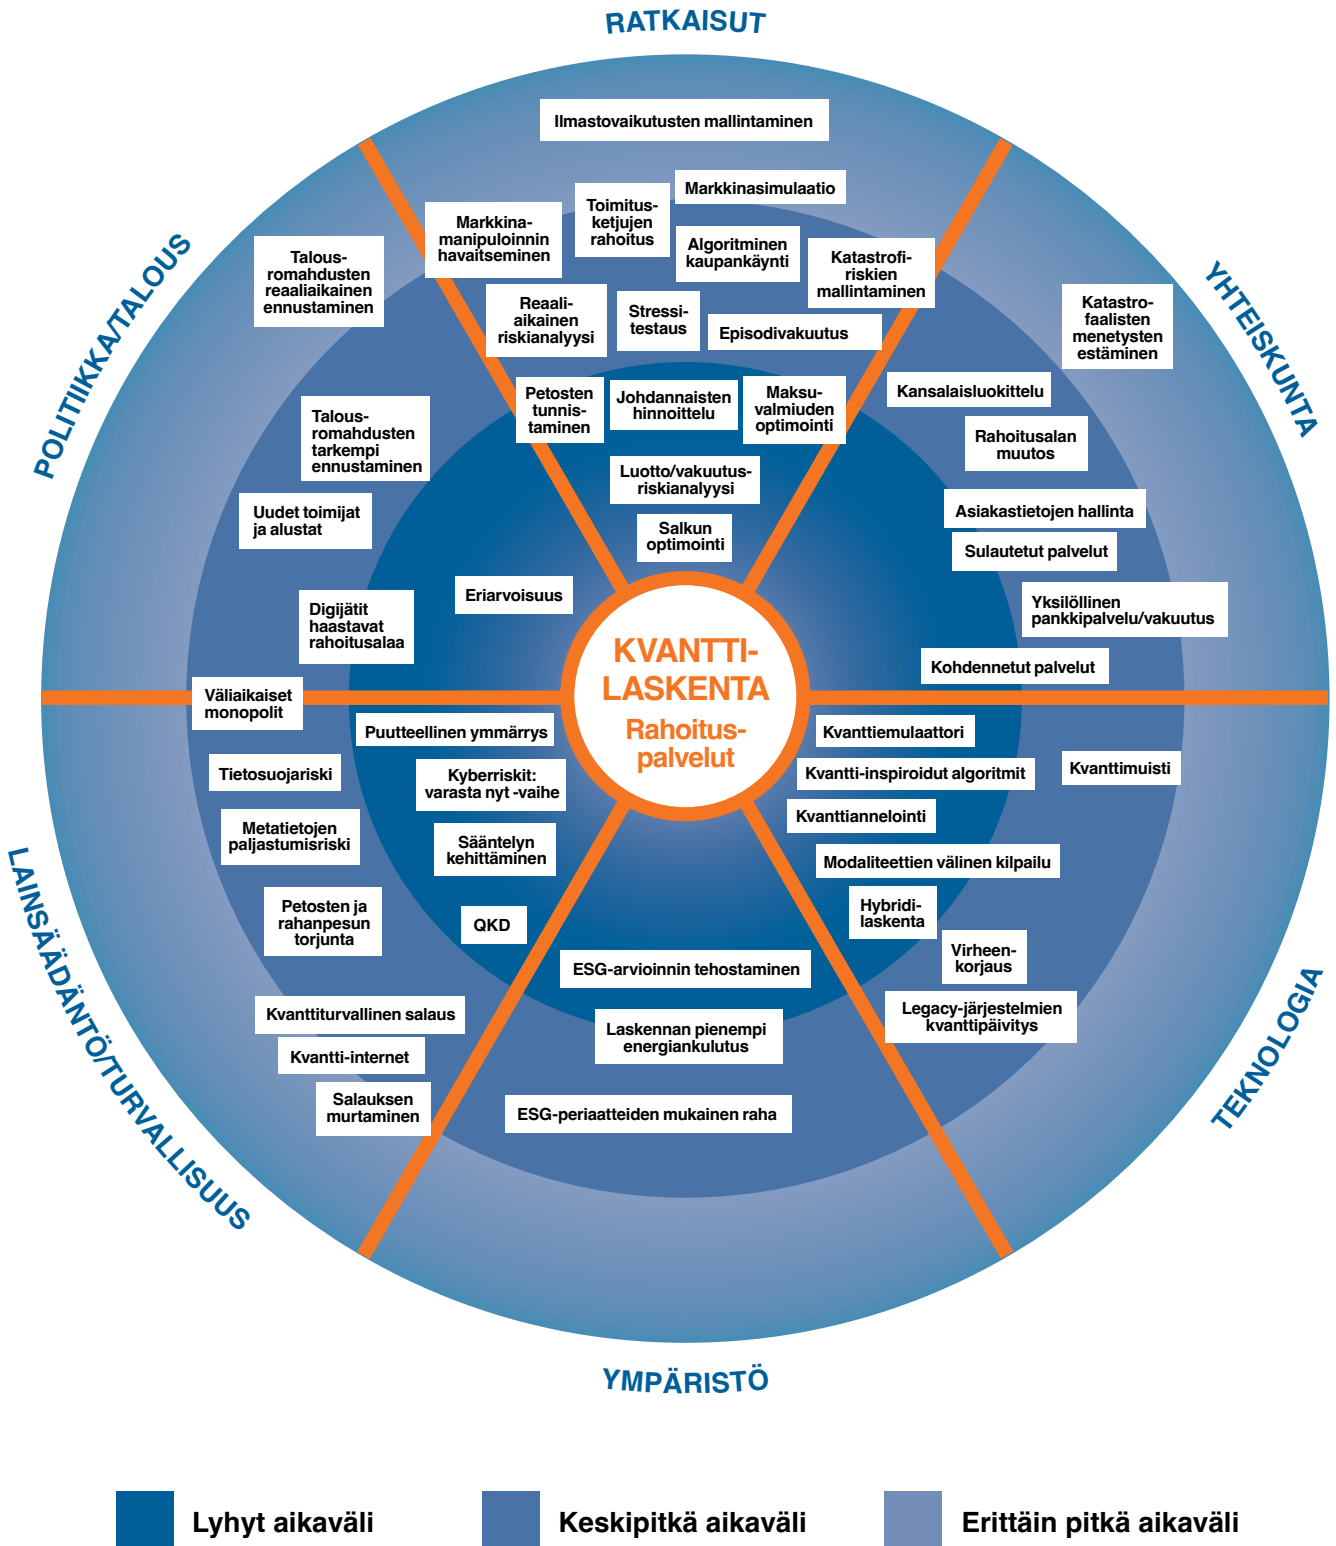 RATKAISUT
Ilmastovaikutusten mallintaminen
Markkinasimulaatio
Toimitus-
ketjujen
rahoitus
Markkina-
manipuloinnin
havaitseminen
Algoritminen
kaupankäynti
Katastrofi-
riskien
mallintaminen
Reaali-
aikainen
riskianalyysi
Stressi-
testaus
Episodivakuutus
Petosten
tunnis-
taminen
Johdannaisten
hinnoittelu
Maksu-
valmiuden
optimointi
Luotto/vakuutus-
riskianalyysi
Salkun
optimointi
YHTEISKUNTA
Katastro-
faalisten
menetysten
estäminen
Kansalaisluokittelu
Rahoitusalan
muutos
Asiakastietojen hallinta
Sulautetut palvelut
Yksilöllinen
pankkipalvelu/vakuutus
Kohdennetut palvelut
POLITIIKKA/TALOUS
Talous-
romahdusten
reaaliaikainen
ennustaminen
Talous-
romahdusten
tarkempi
ennustaminen
Uudet toimijat
ja alustat
Eriarvoisuus
Digijätit
haastavat
rahoitusalaa
Väliaikaiset
monopolit
KVANTTI-
LASKENTA
Rahoitus-
palvelut
LAINSÄÄDÄNTÖ/TURVALLISUUS
Puutteellinen ymmärrys
Tietosuojariski
Kyberriskit:
varasta nyt -vaihe
Metatietojen
paljastumisriski
Sääntelyn
kehittäminen
Petosten ja
rahanpesun
torjunta
QKD
Kvanttiturvallinen salaus
Kvantti-internet
Salauksen
murtaminen
TEKNOLOGIA
Kvanttiemulaattori
Kvantti-inspiroidut algoritmit
Kvanttimuisti
Kvanttiannelointi
Modaliteettien välinen kilpailu
Hybridi-
laskenta
Virheen-
korjaus
Legacy-järjestelmien
kvanttipäivitys
ESG-arvioinnin tehostaminen
Laskennan pienempi
energiankulutus
ESG-periaatteiden mukainen raha
YMPÄRISTÖ
Lyhyt aikaväli
Keskipitkä aikaväli
Erittäin pitkä aikaväli